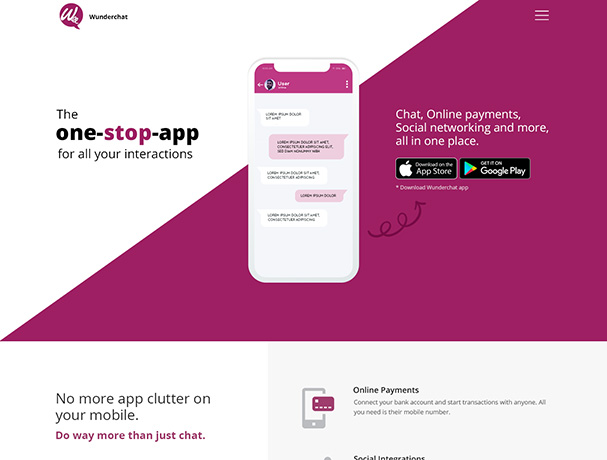 Wunderchat
The
one-stop-app
for all your interactions
User
LOREM IPSUM DOLOR
SIT AMET
LOREM IPSUM DOLOR SIT AMET,
CONSECTETUER ADIPISCING ELIT,
SED DIAM NONUMMY NIBH
LOREM IPSUM DOLOR SIT AMET,
CONSECTETUER ADIPISCING
LOREM IPSUM DOLOR
LOREM IPSUM DOLOR SIT AMET,
CONSECTETUER ADIPISCING
Chat, Online payments,
Social networking and more,
all in one place.
Download on the
App Store
GET IT ON
Google Play
* Download Wunderchat app
No more app clutter on
your mobile.
Do way more than just chat.
Online Payments
Connect your bank account and start transactions with anyone. All
you need is their mobile number.
Social Integrations